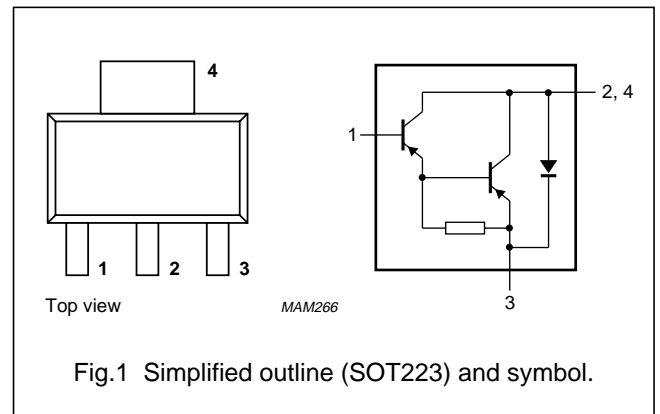 4
2, 4
1
1 2 3
Top view
MAM266
3
Fig.1 Simplified outline (SOT223) and symbol.